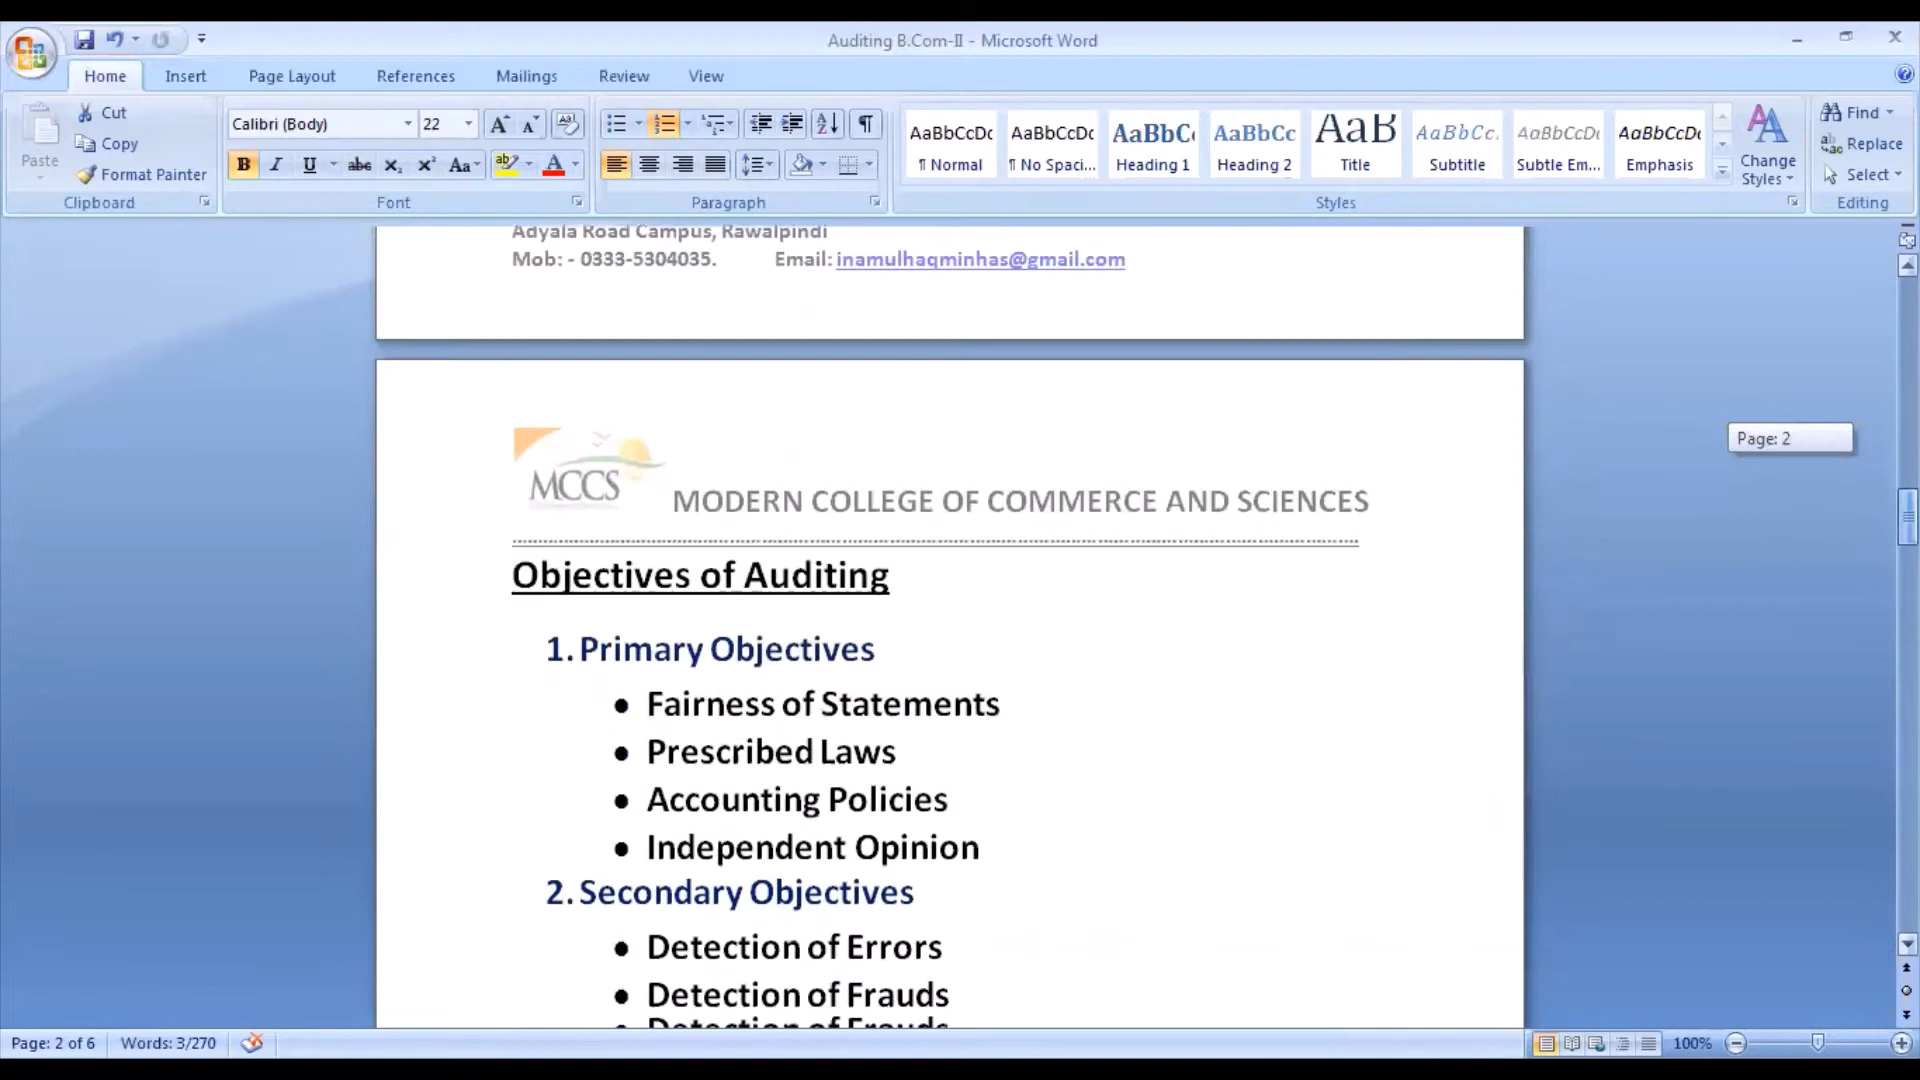 Auditing B.Com-II - Microsoft Word
Home Insert Page Layout References Mailings Review View
Paste
Cut
Copy
Format Painter
Clipboard
Calibri (Body) 22
Font
Paragraph
AaBbCcDc AaBbCcDc AaBbC AaBbCc AaB AaBbCc. AaBbCcDc AaBbCcDc
¶ Normal ¶ No Spaci... Heading 1 Heading 2 Title Subtitle Subtle Em... Emphasis
Change Styles
Styles
Find
Replace
Select
Editing
Adyala Road Campus, Rawalpindi
Mob: - 0333-5304035. Email: inamulhaqminhas@gmail.com
Page: 2
MCCS MODERN COLLEGE OF COMMERCE AND SCIENCES
Objectives of Auditing
1. Primary Objectives
• Fairness of Statements
• Prescribed Laws
• Accounting Policies
• Independent Opinion
2. Secondary Objectives
• Detection of Errors
• Detection of Frauds
• Detection of Frauds
Page: 2 of 6 Words: 3/270 100%